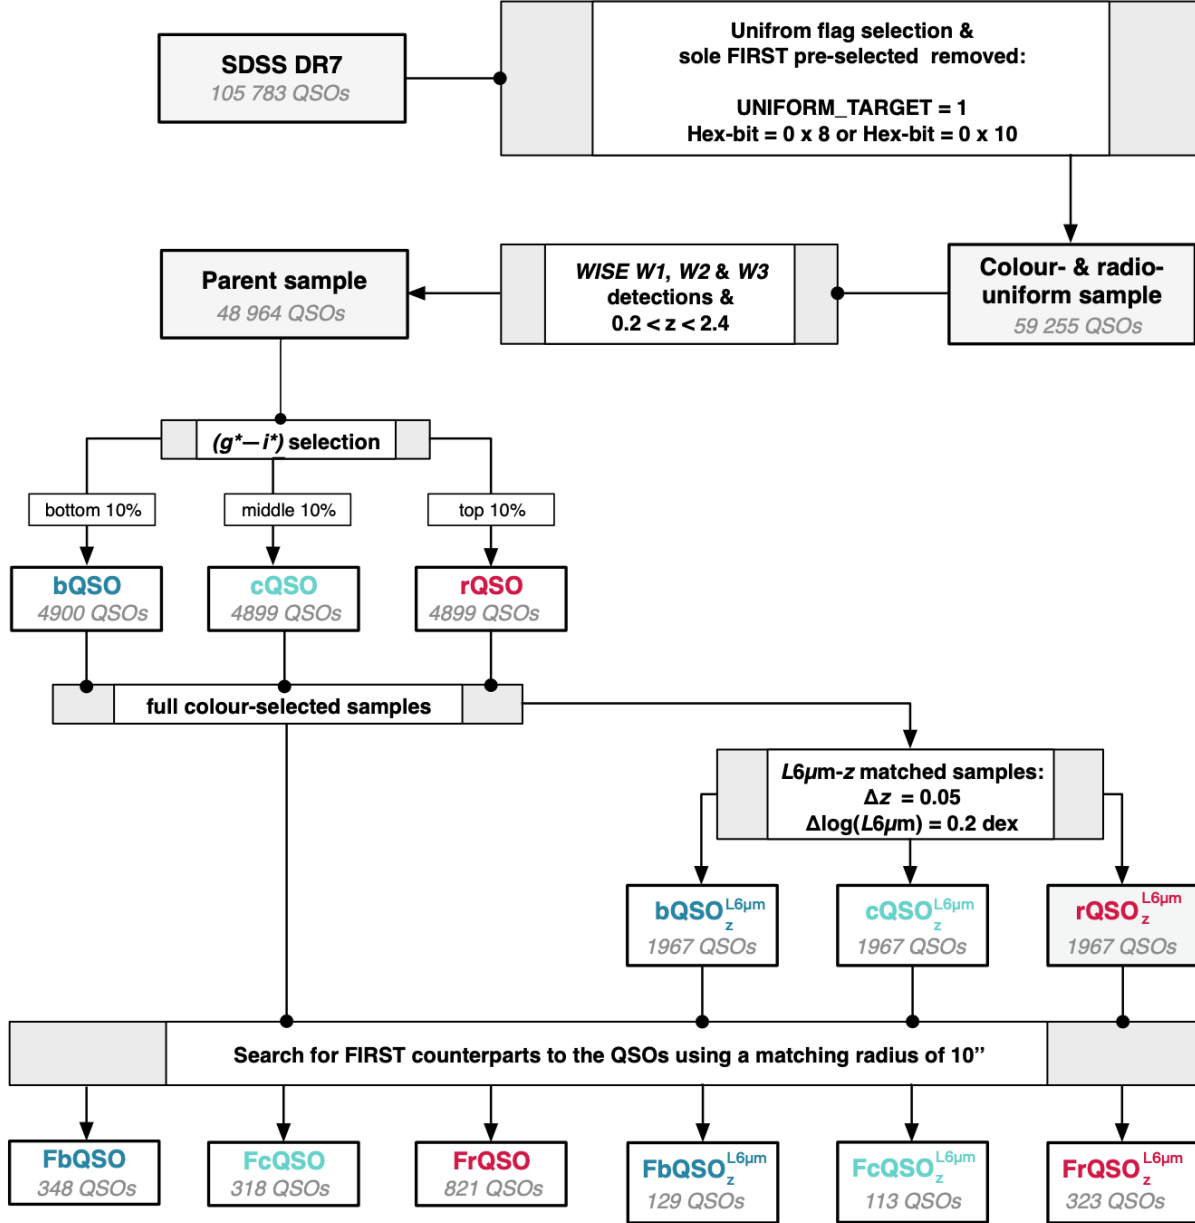 SDSS DR7
105 783 QSOs
Unifrom flag selection &
sole FIRST pre-selected removed:
UNIFORM_TARGET = 1
Hex-bit = 0 x 8 or Hex-bit = 0 x 10
Parent sample
48 964 QSOs
WISE W1, W2 & W3
detections &
0.2 < z < 2.4
Colour- & radio-
uniform sample
59 255 QSOs
(g*—i*) selection
bottom 10%
middle 10%
top 10%
bQSO
4900 QSOs
cQSO
4899 QSOs
rQSO
4899 QSOs
full colour-selected samples
L6µm-z matched samples:
Δz = 0.05
Δlog(L6µm) = 0.2 dex
bQSO z L6µm
1967 QSOs
cQSO z L6µm
1967 QSOs
rQSO z L6µm
1967 QSOs
Search for FIRST counterparts to the QSOs using a matching radius of 10’’
FbQSO
348 QSOs
FcQSO
318 QSOs
FrQSO
821 QSOs
FbQSO z L6µm
129 QSOs
FcQSO z L6µm
113 QSOs
FrQSO z L6µm
323 QSOs